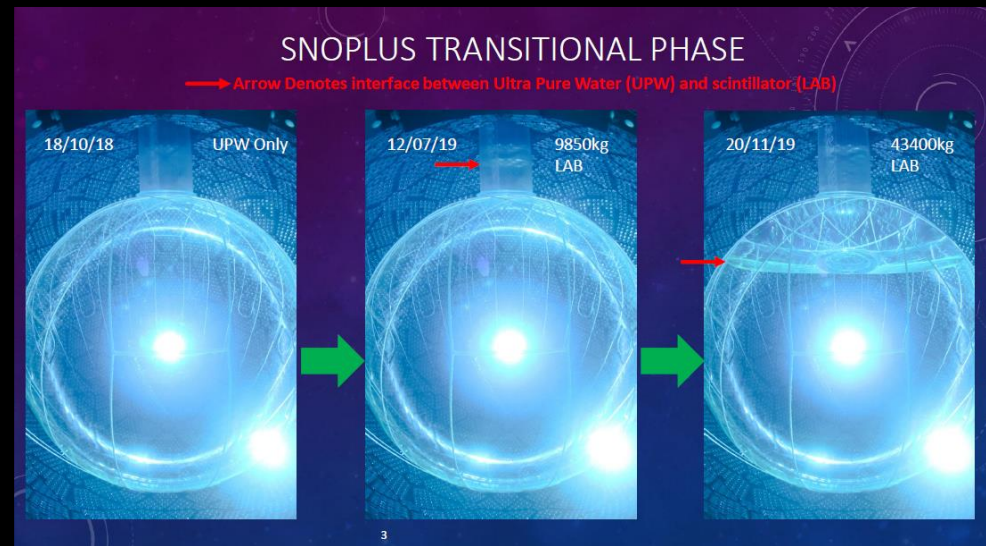 SNOPLUS TRANSITIONAL PHASE
Arrow Denotes interface between Ultra Pure Water (UPW) and scintillator (LAB)
18/10/18 UPW Only
12/07/19 9850kg
LAB
20/11/19 43400kg
LAB
3